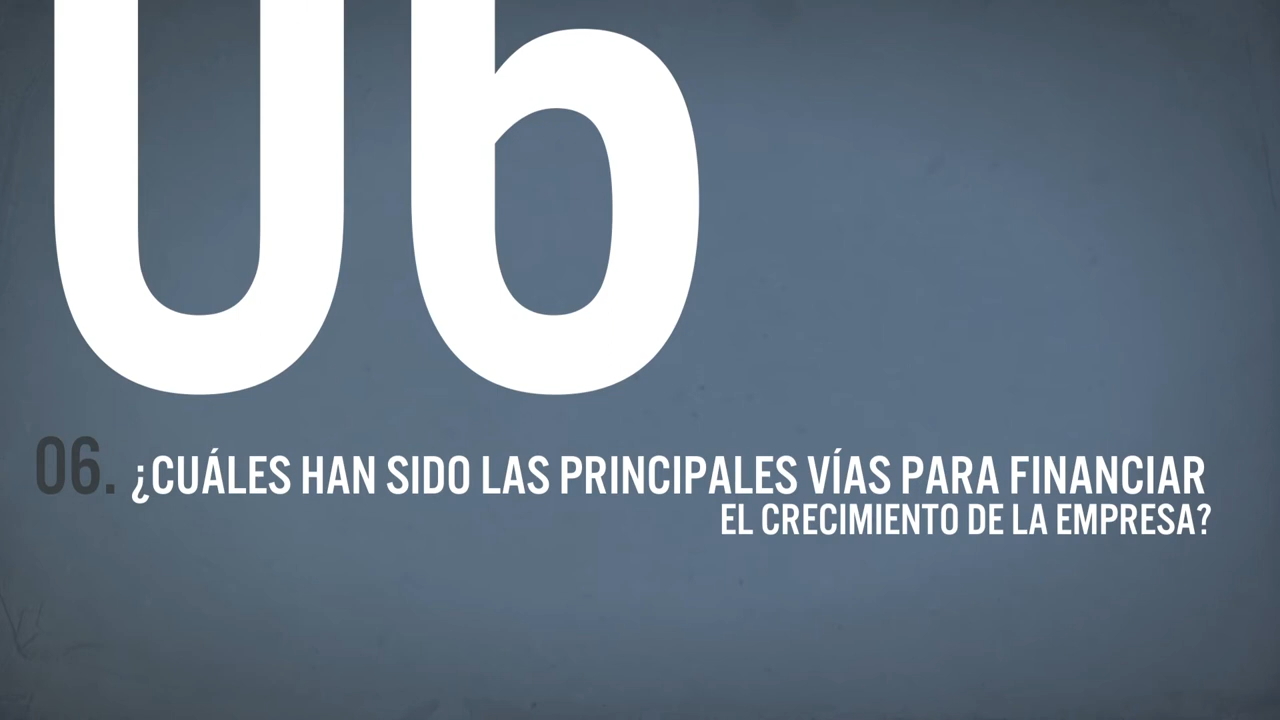 06
06. ¿CUÁLES HAN SIDO LAS PRINCIPALES VÍAS PARA FINANCIAR
EL CRECIMIENTO DE LA EMPRESA?